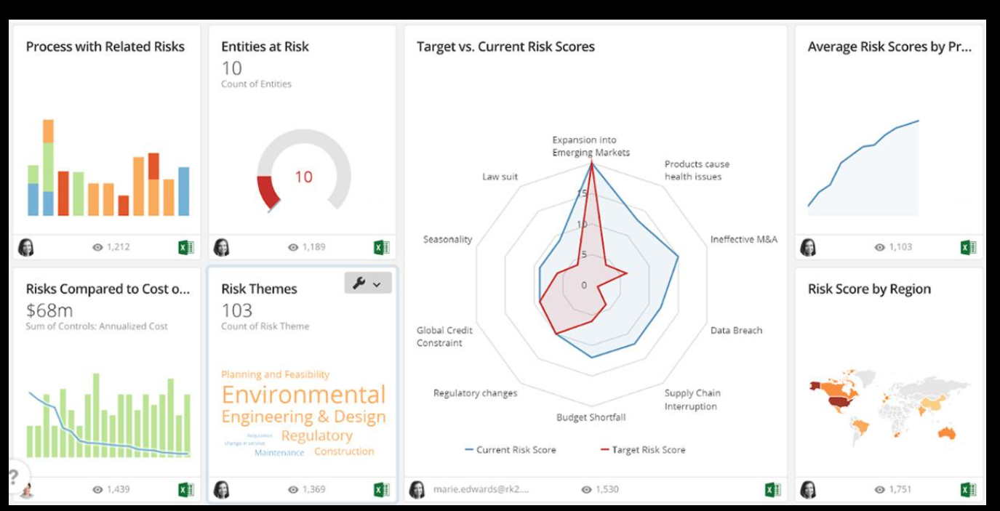 Process with Related Risks
1,212
Entities at Risk
10
Count of Entities
10
1,189
Target vs. Current Risk Scores
Expansion into
Emerging Markets
Products cause
health issues
Law suit
15
10
Seasonality
Ineffective M&A
5
0
Global Credit
Constraint
Data Breach
Regulatory changes
Supply Chain
Interruption
Budget Shortfall
Current Risk Score
Target Risk Score
marie.edwards@rk2....
1,530
Average Risk Scores by Pr...
1,103
Risks Compared to Cost o...
$68m
Sum of Controls: Annualized Cost
?
1,439
Risk Themes
103
Count of Risk Theme
Planning and Feasibility
Environmental
Engineering & Design
Acquisition
Regulatory
change in service
Maintenance
Construction
1,369
Risk Score by Region
1,751